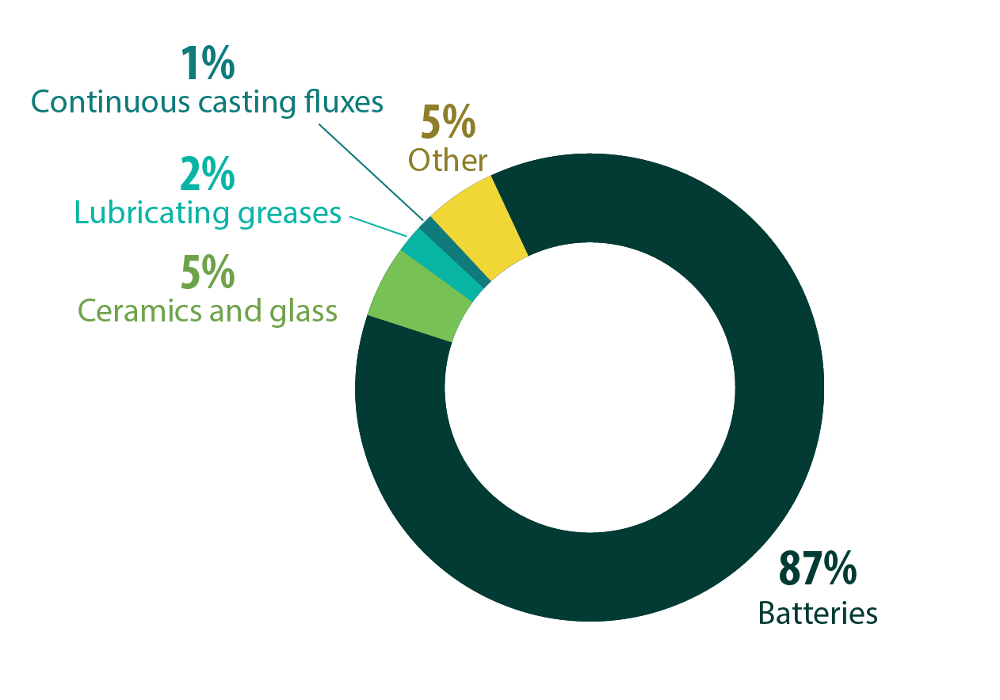 1%
Continuous casting fluxes
5%
Other
2%
Lubricating greases
5%
Ceramics and glass
87%
Batteries